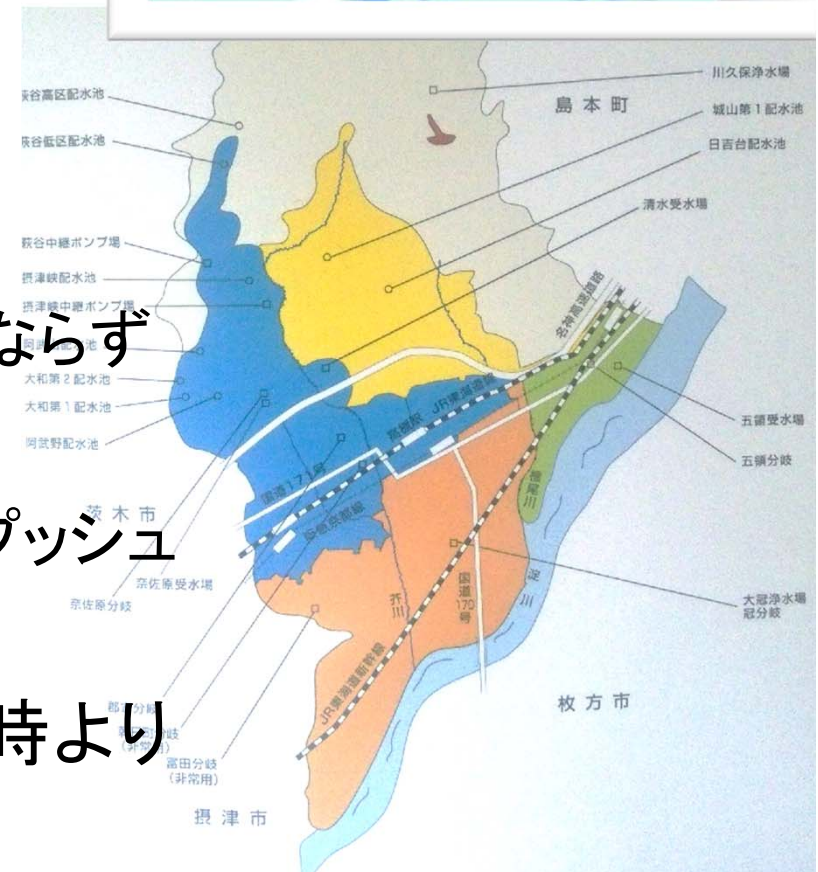 川久保浄水場
島本町
城山第1配水池
日吉台配水池
清水受水場
萩谷高区配水池
萩谷低区配水池
萩谷中継ポンプ場
摂津峡配水池
摂津峡中継ポンプ場
ならず
大和第2配水池
大和第1配水池
阿武野配水池
名神高速道路
JR東海道線
高槻駅
国道171号
阪急京都線
茨木市
プッシュ
奈佐原受水場
奈佐原分岐
五領受水場
五領分岐
檜尾川
芥川
国道170号
大冠浄水場
冠分岐
JR東海道新幹線
時より
(非常用)
富田分岐
(非常用)
枚方市
摂津市